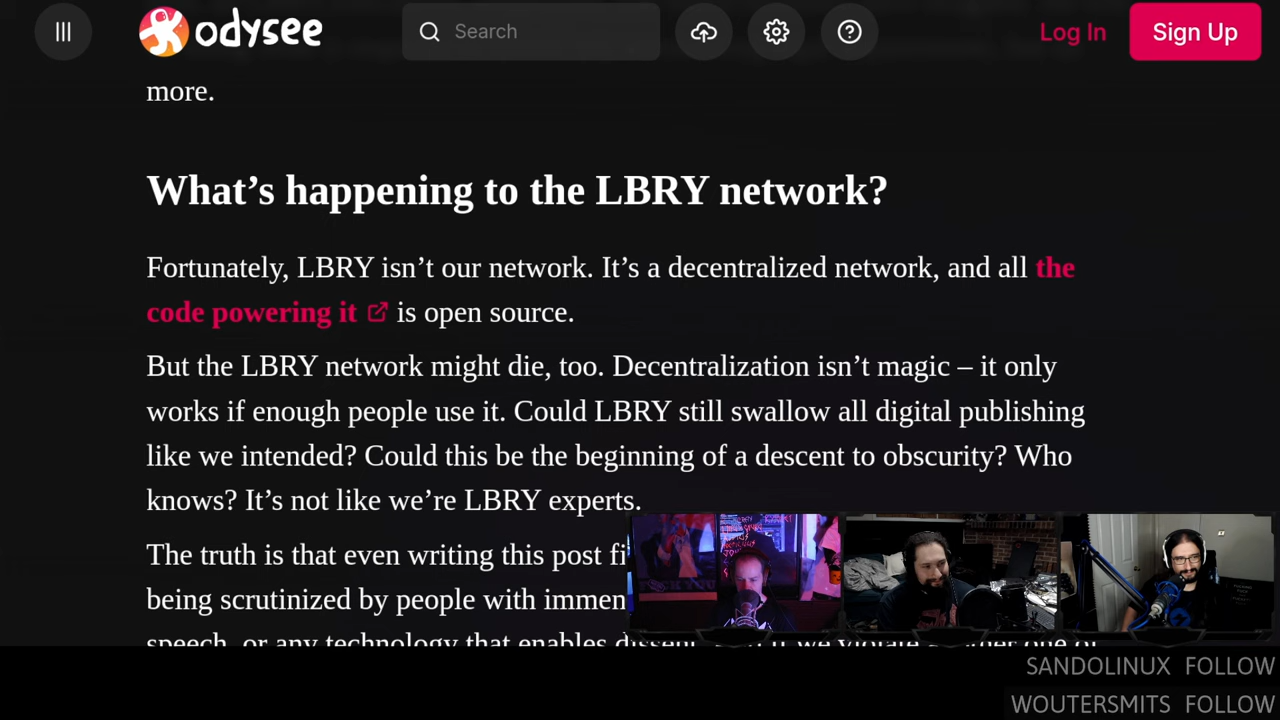 odysee
Search
Log In
Sign Up
more.
What’s happening to the LBRY network?
Fortunately, LBRY isn’t our network. It’s a decentralized network, and all the
code powering it is open source.
But the LBRY network might die, too. Decentralization isn’t magic – it only
works if enough people use it. Could LBRY still swallow all digital publishing
like we intended? Could this be the beginning of a descent to obscurity? Who
knows? It’s not like we’re LBRY experts.
The truth is that even writing this post
being scrutinized by people with
speech, or any technology that enables
SANDOLINUX FOLLOW
WOUTERSMITS FOLLOW